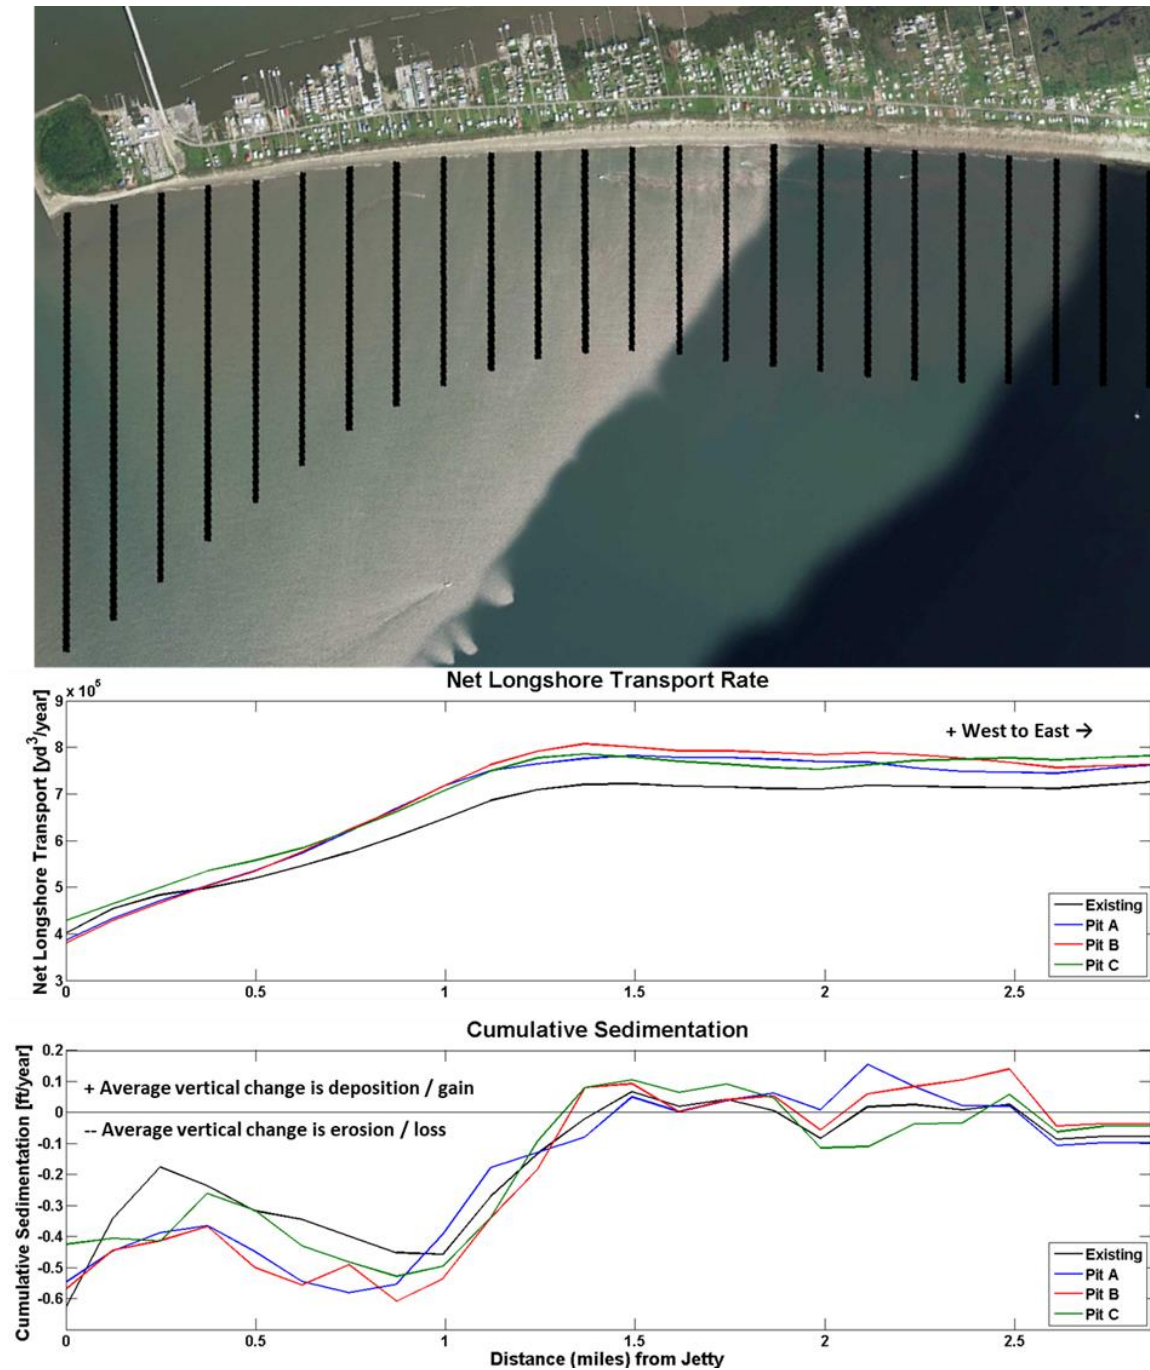 Net Longshore Transport Rate
x 10^5
Net Longshore Transport [yd^3/year]
9
8
7
6
5
4
3
+ West to East →
Existing
Pit A
Pit B
Pit C
0
0.5
1
1.5
2
2.5
Cumulative Sedimentation
Cumulative Sedimentation [ft/year]
0.2
0.1
0
-0.1
-0.2
-0.3
-0.4
-0.5
-0.6
+ Average vertical change is deposition / gain
-- Average vertical change is erosion / loss
Existing
Pit A
Pit B
Pit C
0
0.5
1
1.5
2
2.5
Distance (miles) from Jetty